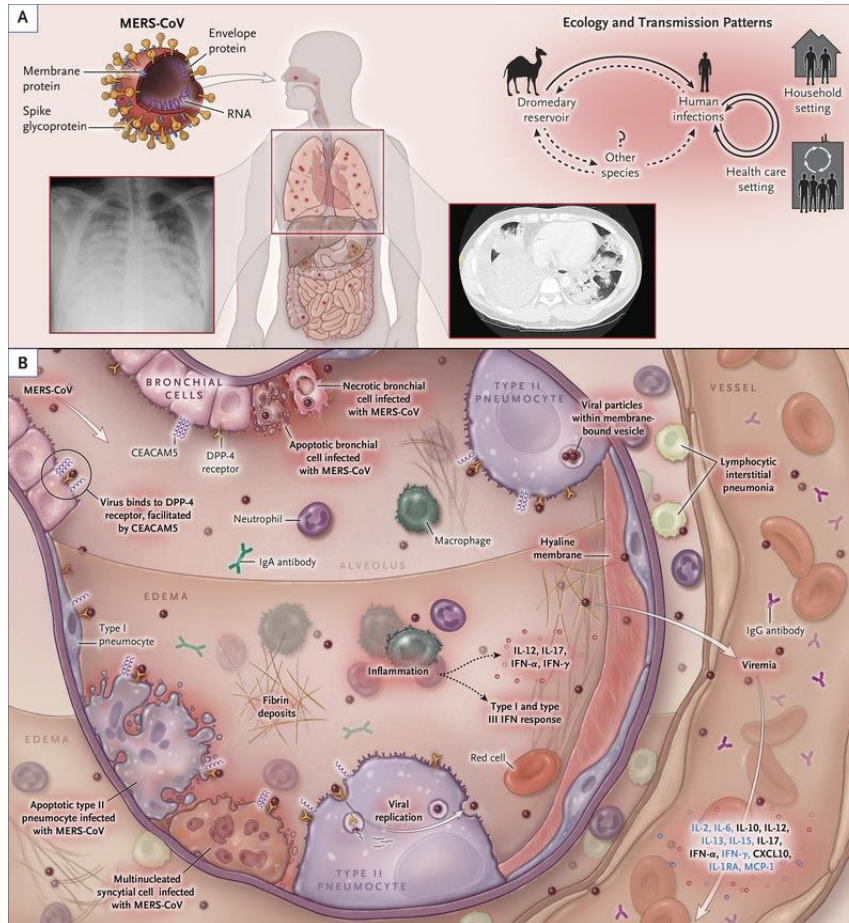 A
MERS-CoV
Envelope
protein
Membrane
protein
RNA
Spike
glycoprotein
Ecology and Transmission Patterns
Dromedary
reservoir
Human
infections
Household
setting
?
Other
species
Health care
setting
B
MERS-CoV
BRONCHIAL
CELLS
Necrotic bronchial
cell infected
with MERS-CoV
TYPE II
PNEUMOCYTE
VESSEL
CEACAM5
DPP-4
receptor
Apoptotic bronchial
cell infected
with MERS-CoV
Viral particles
within membrane-
bound vesicle
Lymphocytic
interstitial
pneumonia
Virus binds to DPP-4
receptor, facilitated
by CEACAM5
Neutrophil
Macrophage
IgA antibody
ALVEOLUS
Hyaline
membrane
EDEMA
Type I
pneumocyte
IgG antibody
Inflammation
IL-12, IL-17,
IFN-α, IFN-γ
Viremia
Fibrin
deposits
Type I and type
III IFN response
EDEMA
Red cell
Apoptotic type II
pneumocyte infected
with MERS-CoV
Viral
replication
Multinucleated
syncytial cell infected
with MERS-CoV
TYPE II
PNEUMOCYTE
IL-2, IL-6, IL-10, IL-12,
IL-13, IL-15, IL-17,
IFN-α, IFN-γ, CXCL10,
IL-1RA, MCP-1